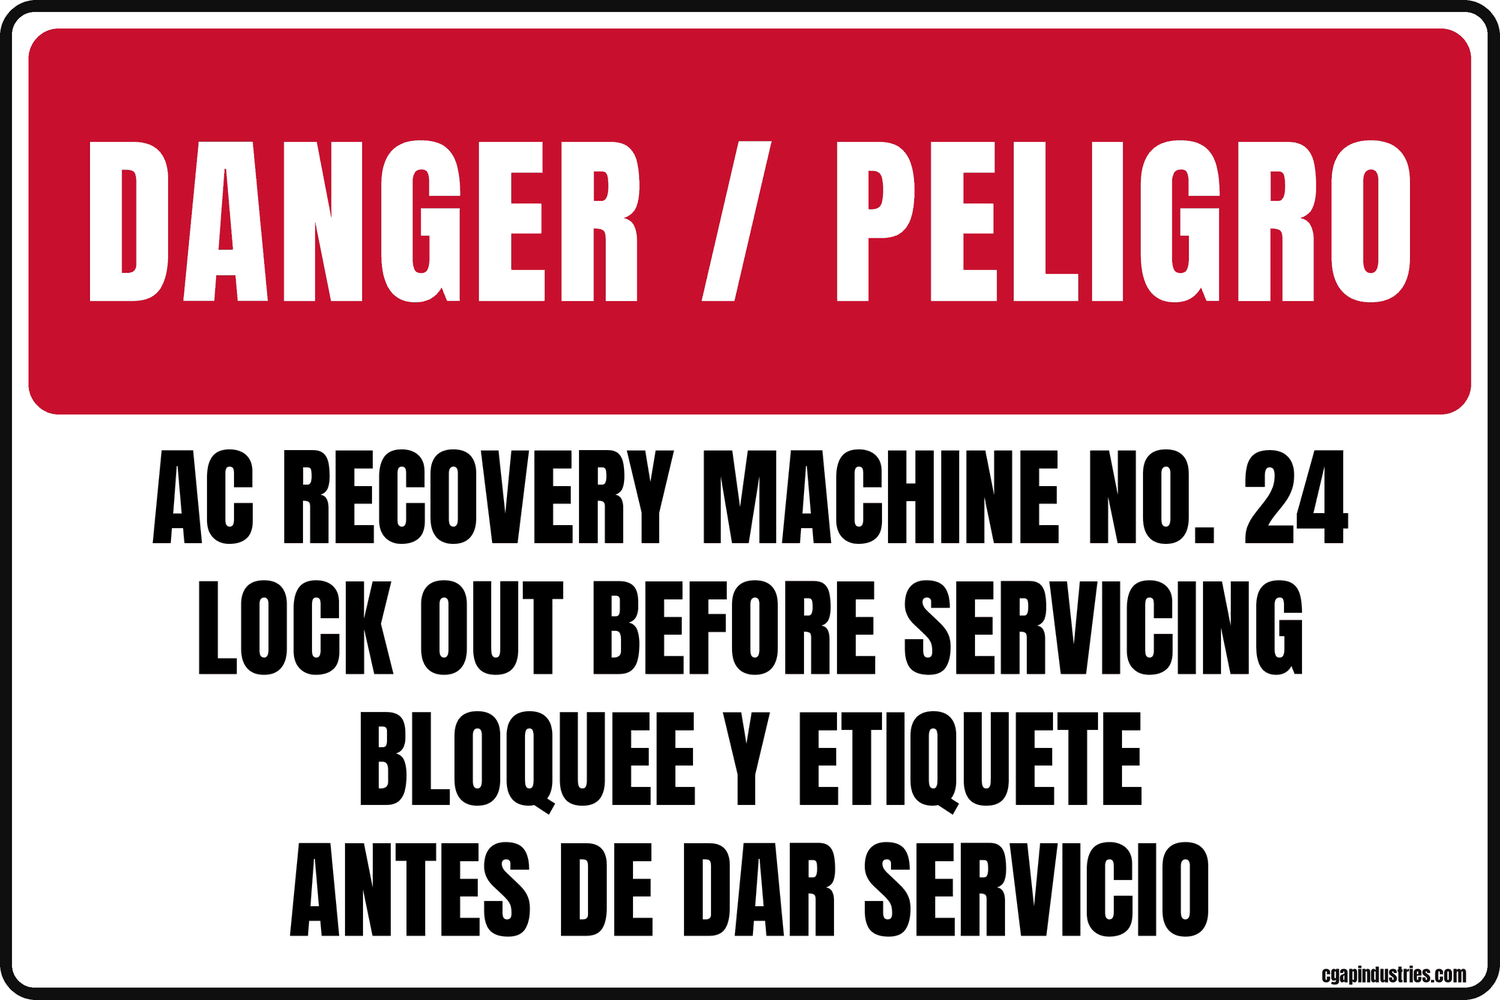 DANGER / PELIGRO
AC RECOVERY MACHINE NO. 24
LOCK OUT BEFORE SERVICING
BLOQUEE Y ETIQUETE
ANTES DE DAR SERVICIO
cgapindustries.com